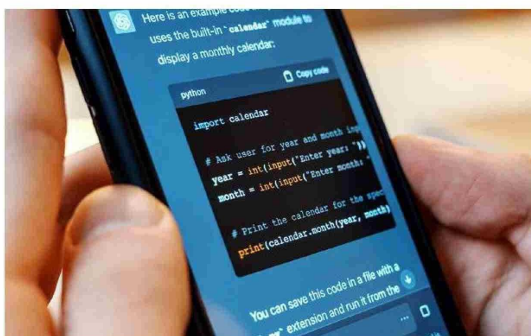 Here is an example code
uses the built-in `calendar` module to
display a monthly calendar:
python
Copy code
import calendar
# Ask user for year and month
year = int(input("Enter year: "))
month = int(input("Enter month: "
# Print the calendar for the
print(calendar.month(year, month)
You can save this code in a file with a
extension and run it from the